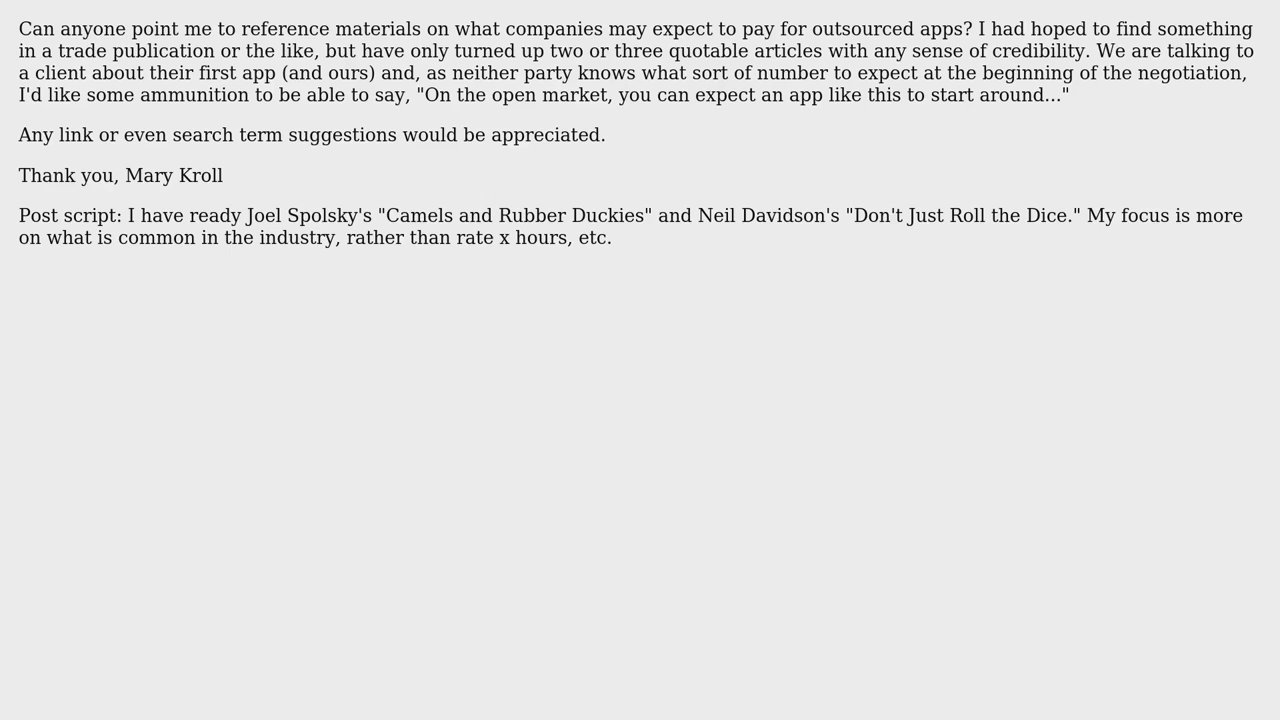 Can anyone point me to reference materials on what companies may expect to pay for outsourced apps? I had hoped to find something
in a trade publication or the like, but have only turned up two or three quotable articles with any sense of credibility. We are talking to
a client about their first app (and ours) and, as neither party knows what sort of number to expect at the beginning of the negotiation,
I'd like some ammunition to be able to say, "On the open market, you can expect an app like this to start around..."
Any link or even search term suggestions would be appreciated.
Thank you, Mary Kroll
Post script: I have ready Joel Spolsky's "Camels and Rubber Duckies" and Neil Davidson's "Don't Just Roll the Dice." My focus is more
on what is common in the industry, rather than rate x hours, etc.